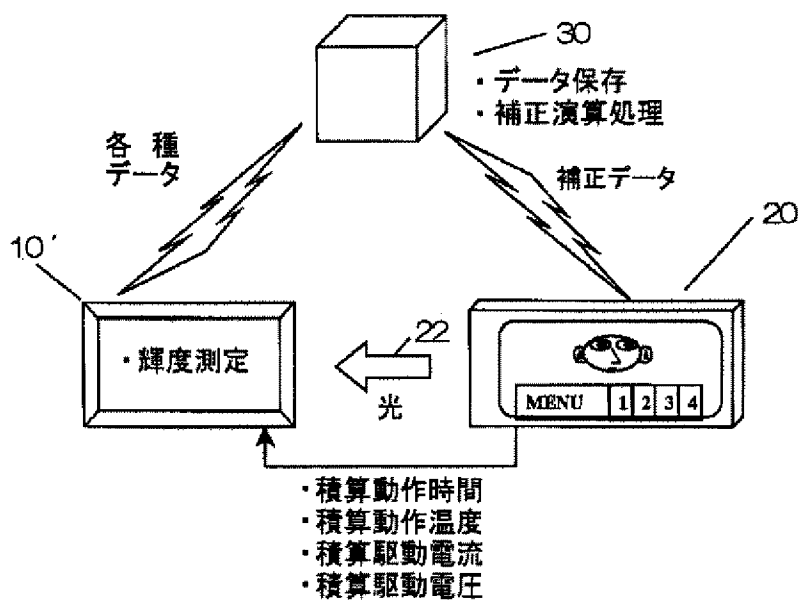 30
・データ保存
・補正演算処理
各種
データ
補正データ
20
10'
・輝度測定
22
光
MENU 1 2 3 4
・積算動作時間
・積算動作温度
・積算駆動電流
・積算駆動電圧